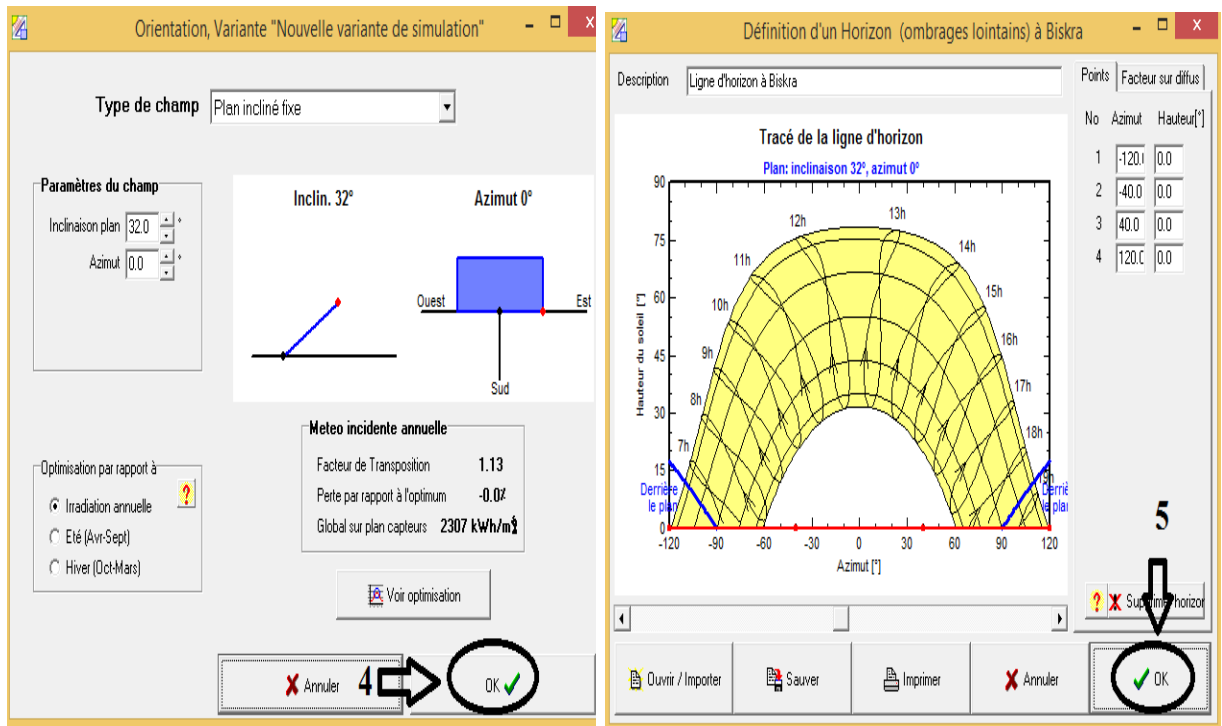 Orientation, Variante "Nouvelle variante de simulation"
Type de champ Plan incliné fixe
Paramètres du champ
Inclinaison plan 32.0 °
Azimut 0.0 °
Inclin. 32° Azimut 0°
Ouest Est
Sud
Optimisation par rapport à
Irradiation annuelle ?
Eté (Avr-Sept)
Hiver (Oct-Mars)
Meteo incidente annuelle
Facteur de Transposition 1.13
Perte par rapport à l'optimum -0.0%
Global sur plan capteurs 2307 kWh/m²
Voir optimisation
Annuler 4 OK
Définition d'un Horizon (ombrages lointains) à Biskra
Description Ligne d'horizon à Biskra
Points Facteur sur diffus
No Azimut Hauteur[°]
1 -120. 0.0
2 -40.0 0.0
3 40.0 0.0
4 120.0 0.0
Tracé de la ligne d'horizon
Plan: inclinaison 32°, azimut 0°
90
75
60
45
30
15
0
Hauteur du soleil [°]
7h
8h
9h
10h
11h
12h
13h
14h
15h
16h
17h
18h
19h
Derrière
le plan
Derriè
le plan
-120 -90 -60 -30 0 30 60 90 120
Azimut [°]
5
? Supprimer horizon
Ouvrir / Importer Sauver Imprimer Annuler OK